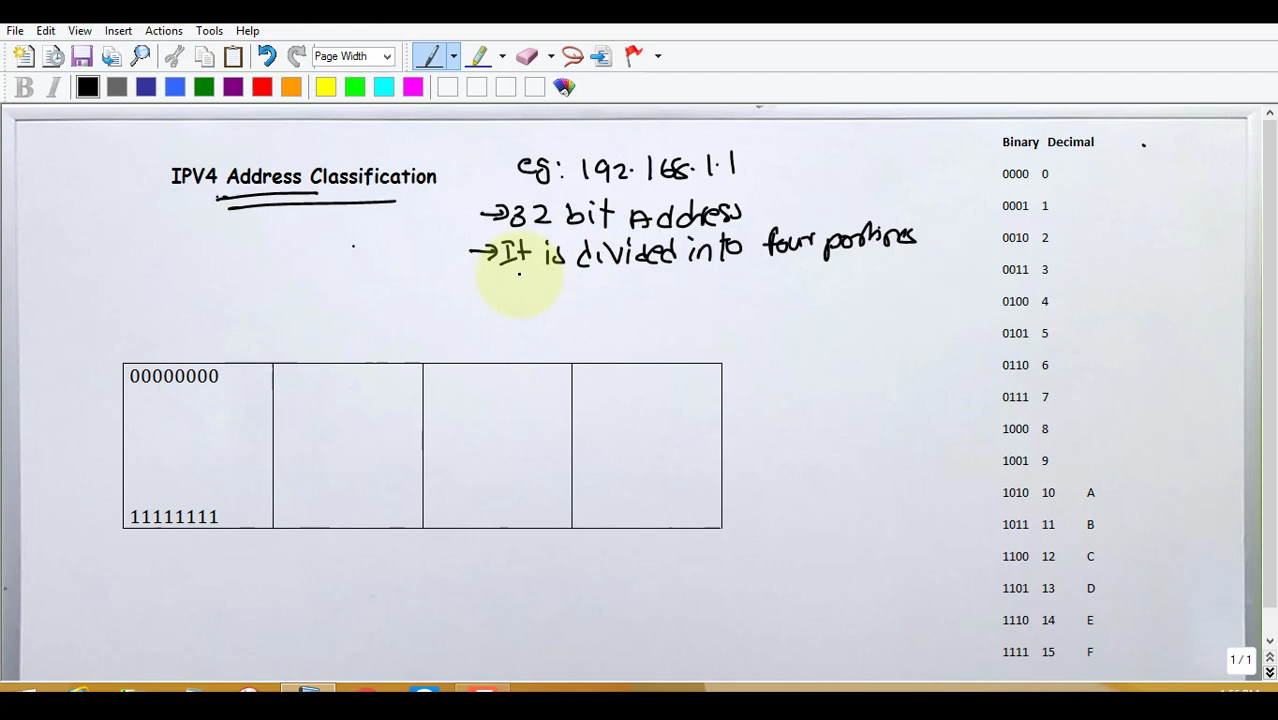 File Edit View Insert Actions Tools Help
Page Width
B I
IPV4 Address Classification
eg: 192.168.1.1
→32 bit Address
→It is divided into four portions
00000000
11111111
Binary Decimal
0000 0
0001 1
0010 2
0011 3
0100 4
0101 5
0110 6
0111 7
1000 8
1001 9
1010 10 A
1011 11 B
1100 12 C
1101 13 D
1110 14 E
1111 15 F
1/1